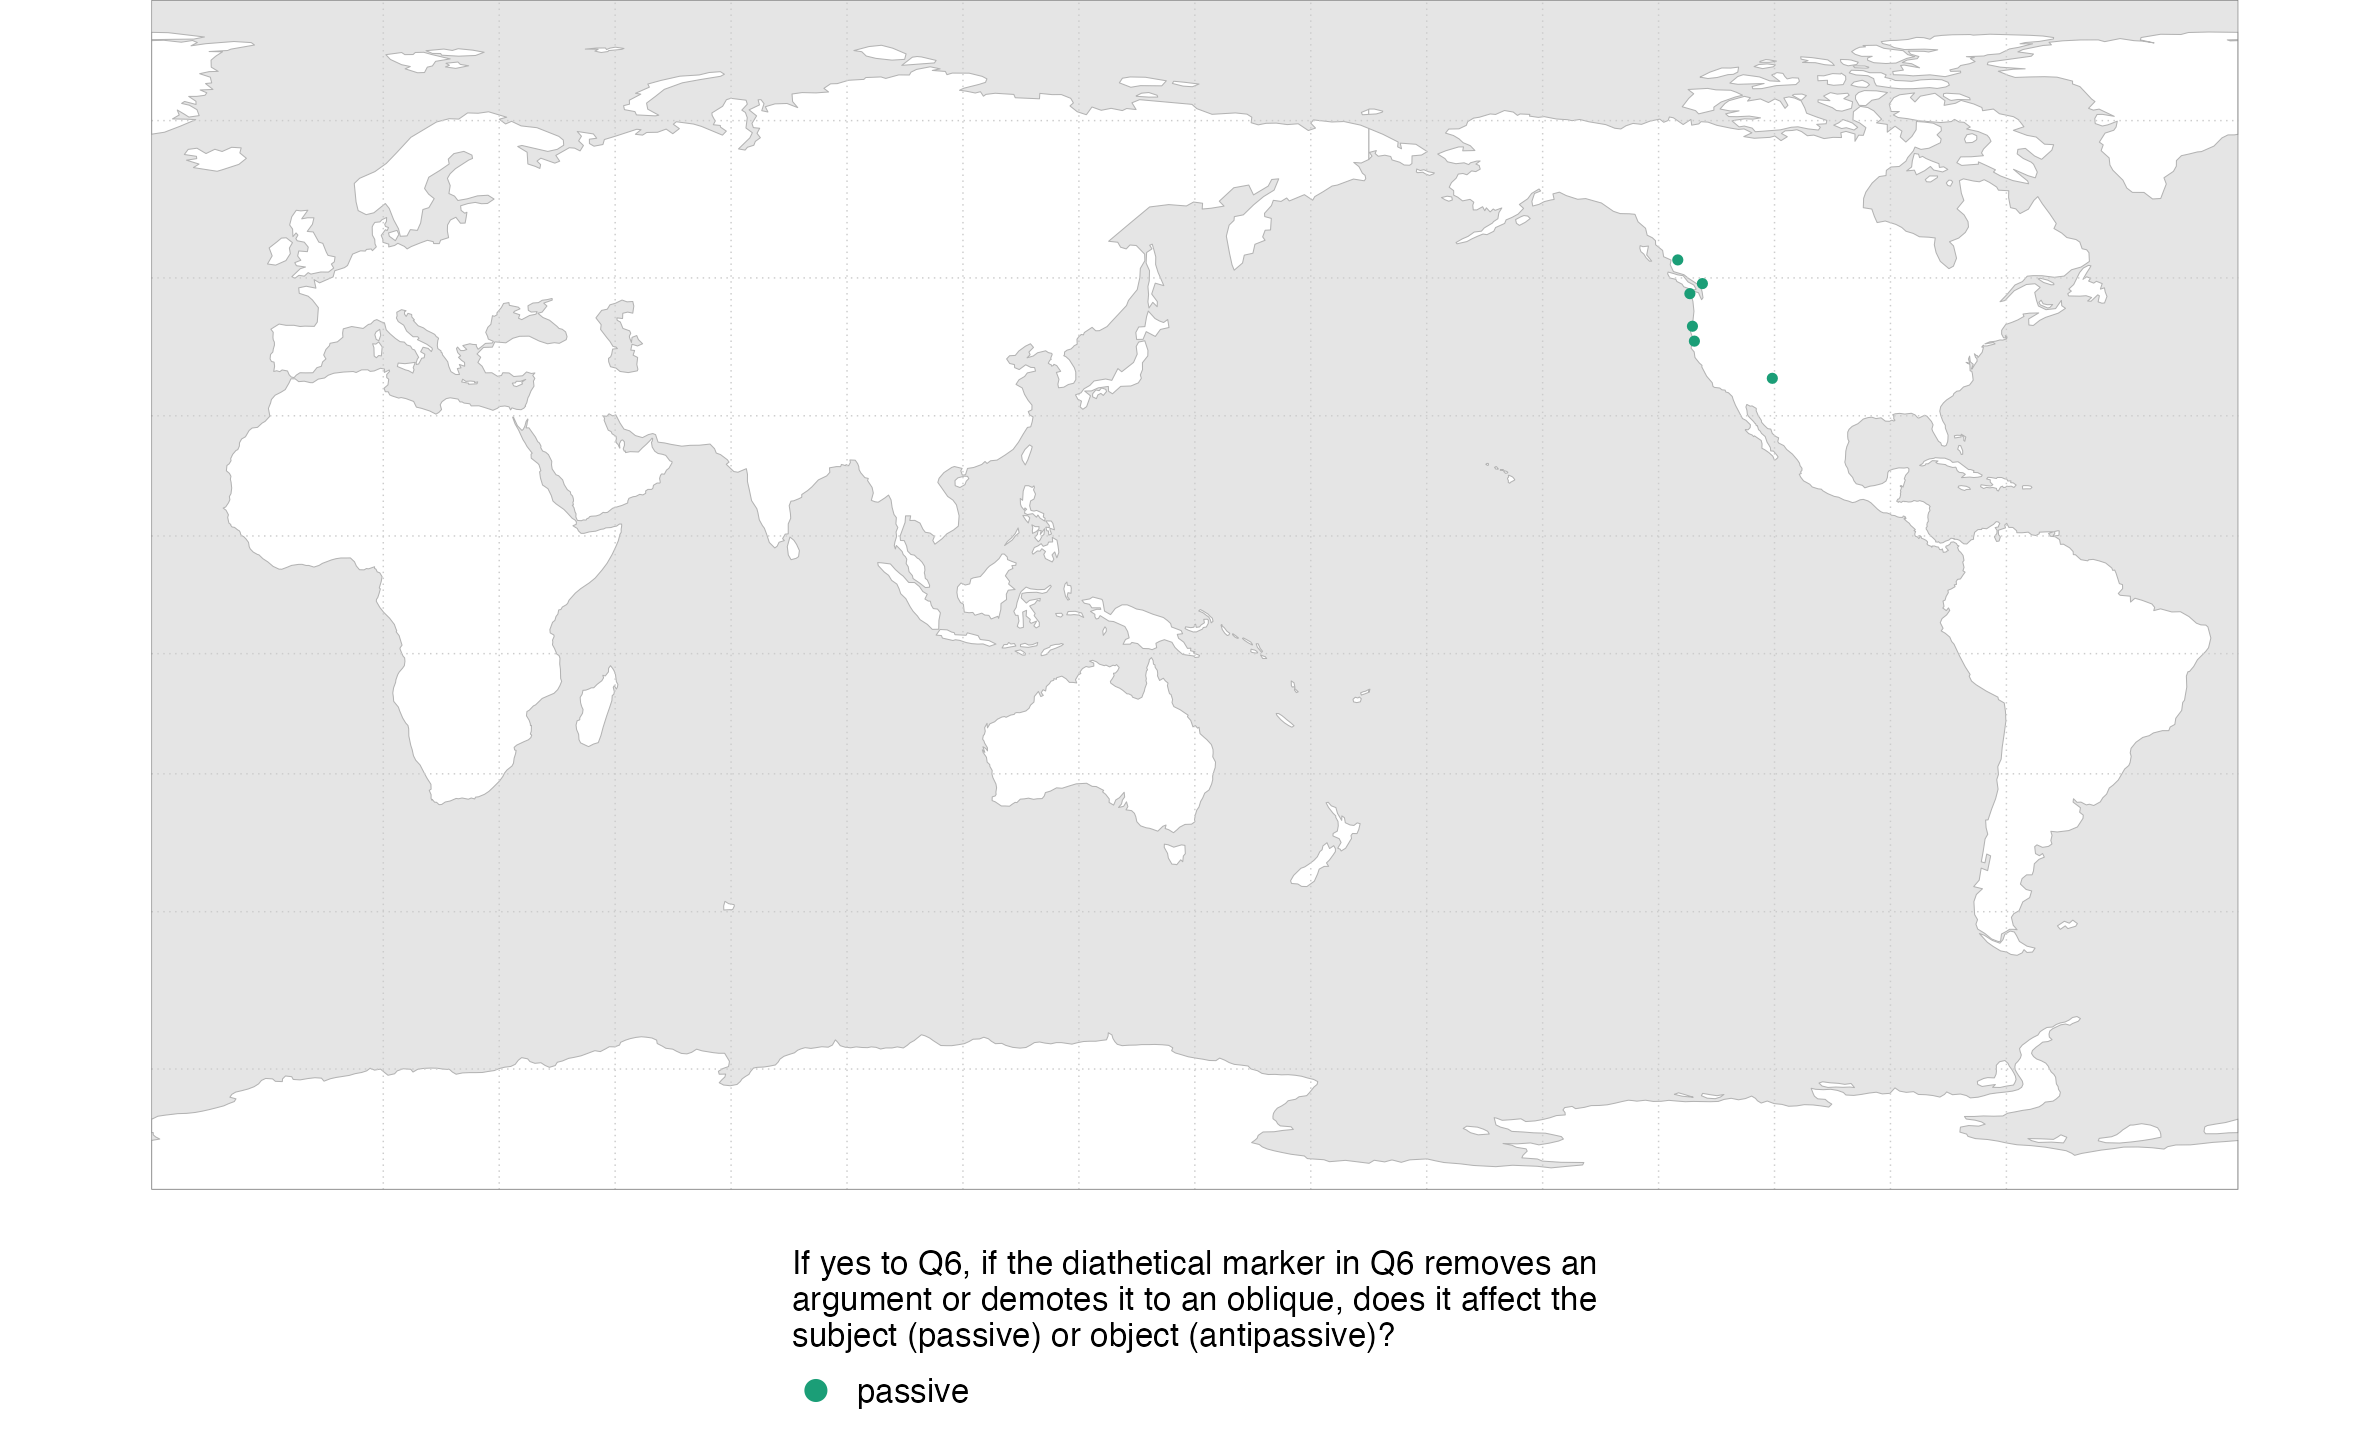 If yes to Q6, if the diathetical marker in Q6 removes an
argument or demotes it to an oblique, does it affect the
subject (passive) or object (antipassive)?
passive